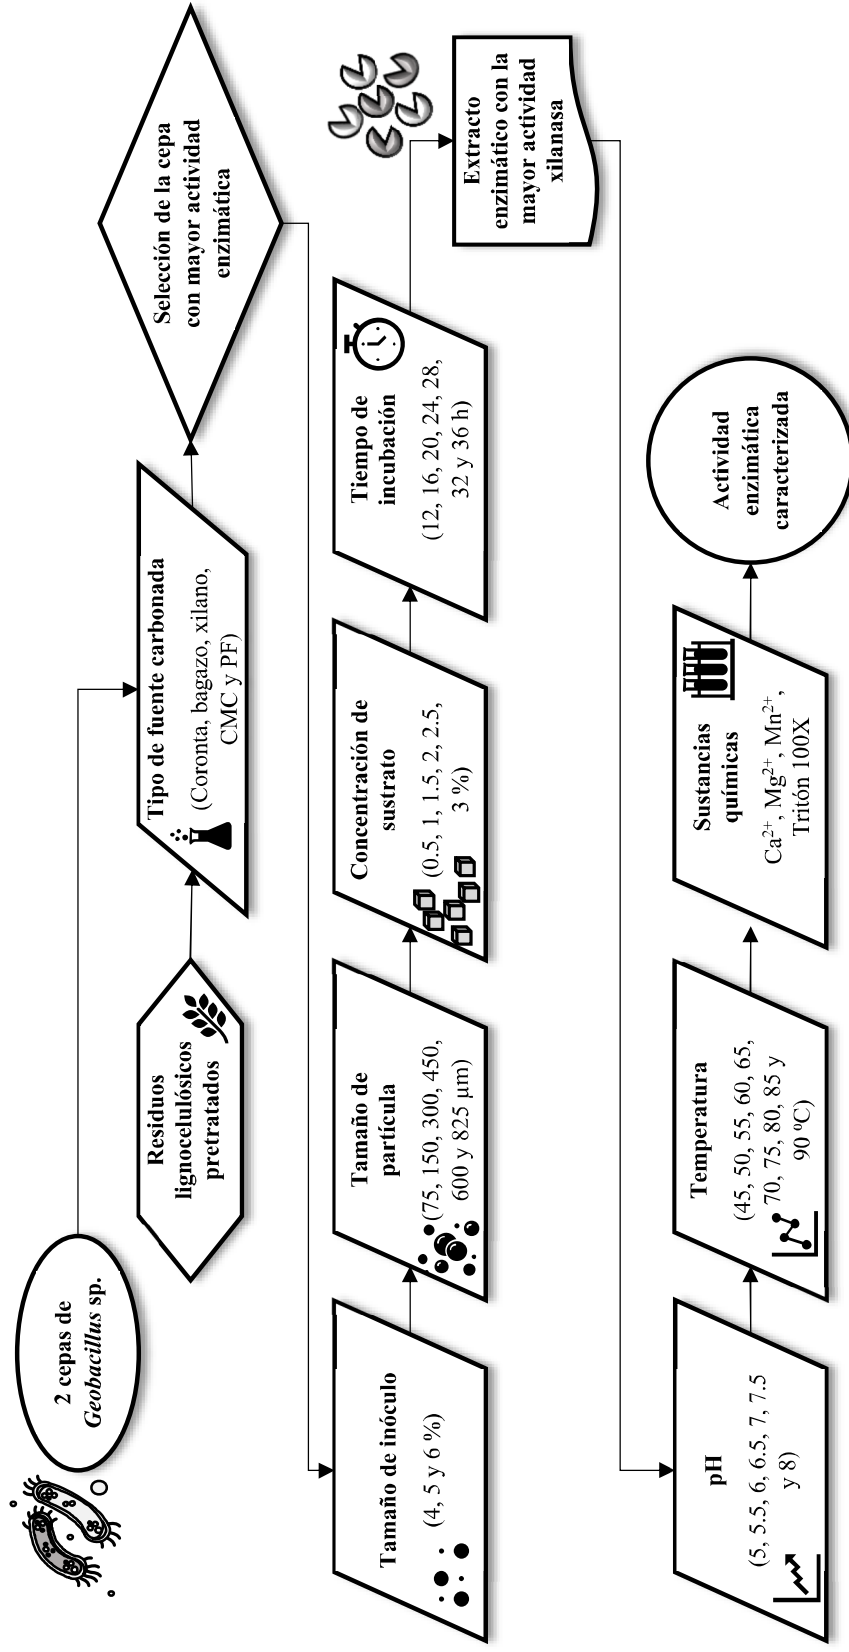 2 cepas de
Geobacillus sp.
Residuos
lignocelulósicos
pretratados
Tipo de fuente carbonada
(Coronta, bagazo, xilano,
CMC y PF)
Selección de la cepa
con mayor actividad
enzimática
Tamaño de inóculo
(4, 5 y 6 %)
Tamaño de
partícula
(75, 150, 300, 450,
600 y 825 µm)
Concentración de
sustrato
(0.5, 1, 1.5, 2, 2.5,
3 %)
Tiempo de
incubación
(12, 16, 20, 24, 28,
32 y 36 h)
Extracto
enzimático con la
mayor actividad
xilanasa
pH
(5, 5.5, 6, 6.5, 7, 7.5
y 8)
Temperatura
(45, 50, 55, 60, 65,
70, 75, 80, 85 y
90 ºC)
Sustancias
químicas
Ca²⁺, Mg²⁺, Mn²⁺,
Tritón 100X
Actividad
enzimática
caracterizada